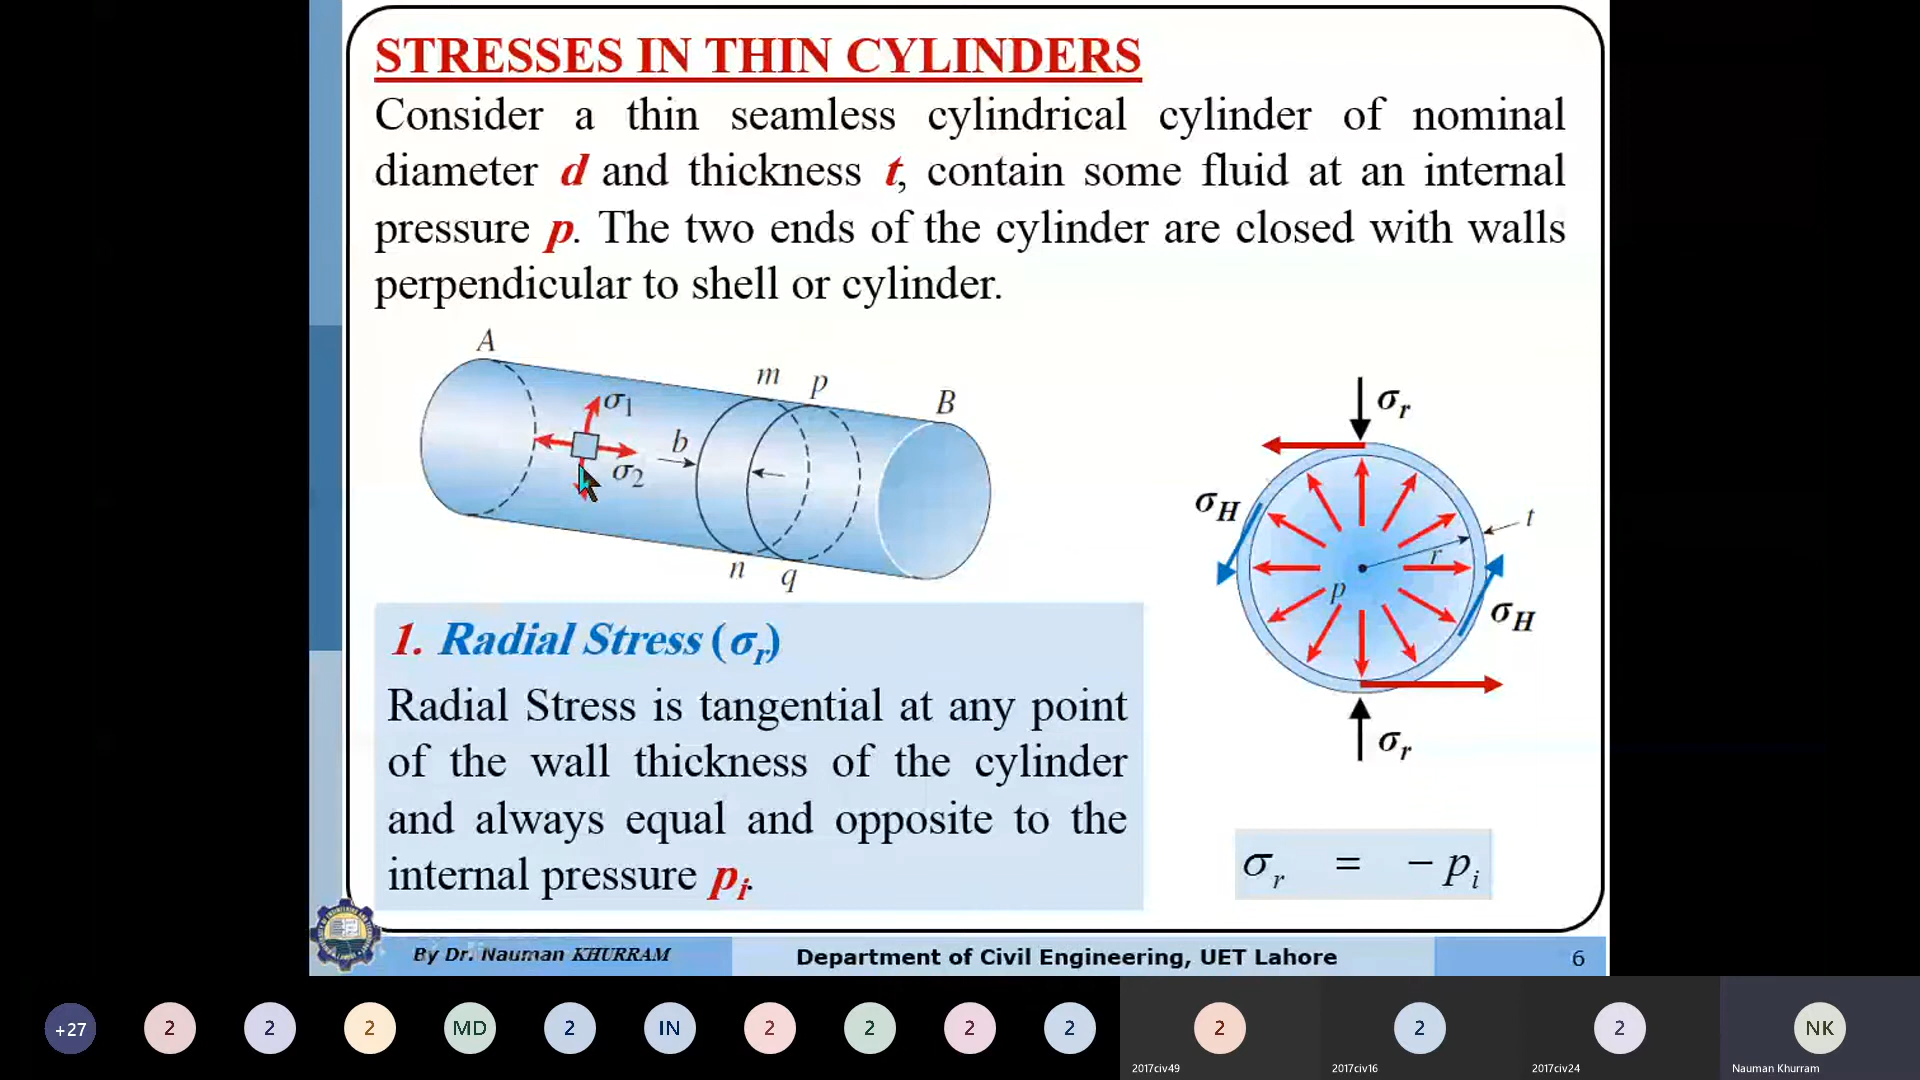 STRESSES IN THIN CYLINDERS
Consider a thin seamless cylindrical cylinder of nominal
diameter d and thickness t, contain some fluid at an internal
pressure p. The two ends of the cylinder are closed with walls
perpendicular to shell or cylinder.
A
m
p
B
σ1
b
σ2
n
q
σr
σH
t
r
p
σH
σr
1. Radial Stress (σr)
Radial Stress is tangential at any point
of the wall thickness of the cylinder
and always equal and opposite to the
internal pressure pi.
σr = − pi
By Dr. Nauman KHURRAM
Department of Civil Engineering, UET Lahore
6
+27
2
2
2
MD
2
IN
2
2
2
2
2
2
2
NK
2017civ49
2017civ16
2017civ24
Nauman Khurram